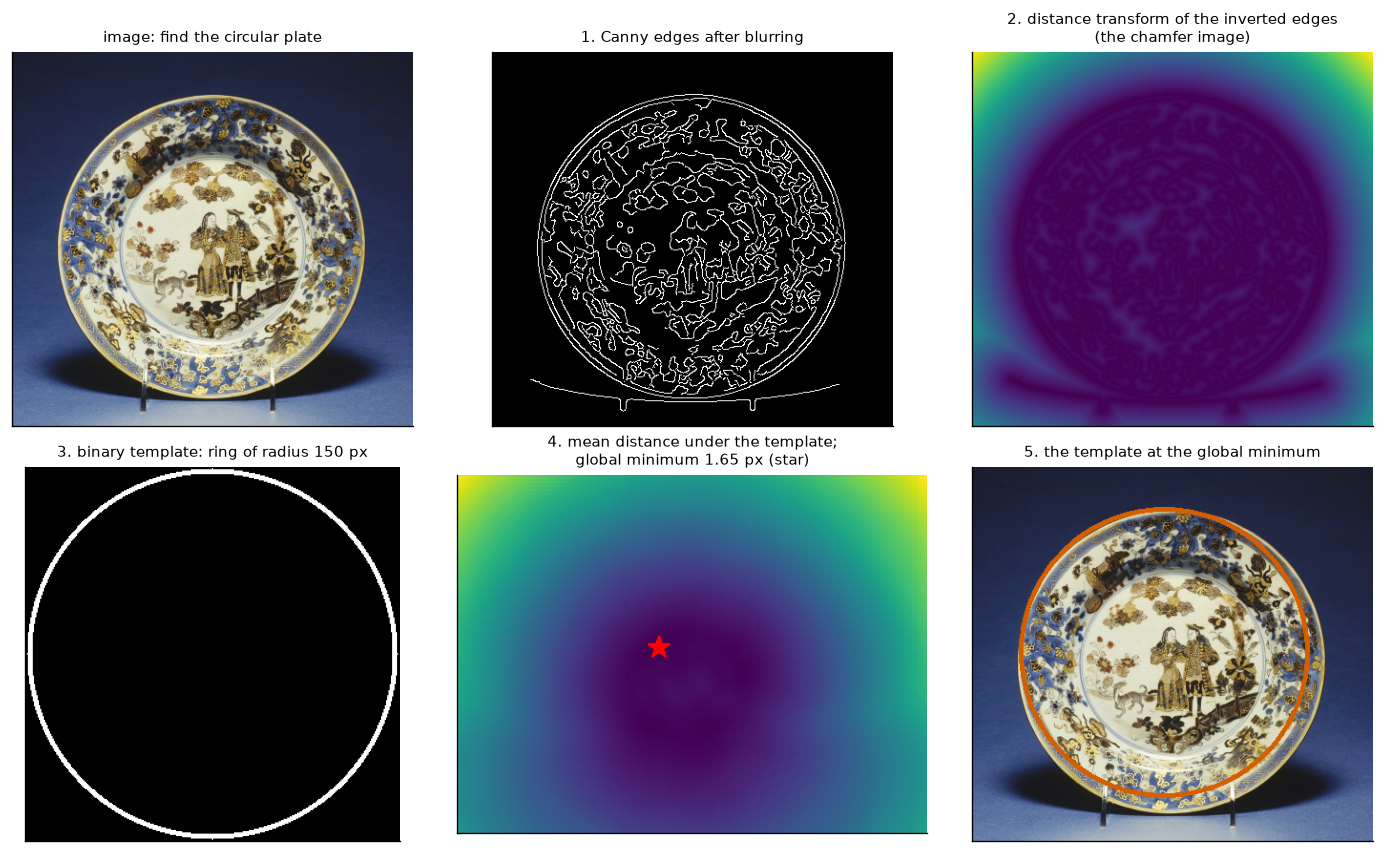 image: find the circular plate
1. Canny edges after blurring
2. distance transform of the inverted edges
(the chamfer image)
3. binary template: ring of radius 150 px
4. mean distance under the template;
global minimum 1.65 px (star)
5. the template at the global minimum